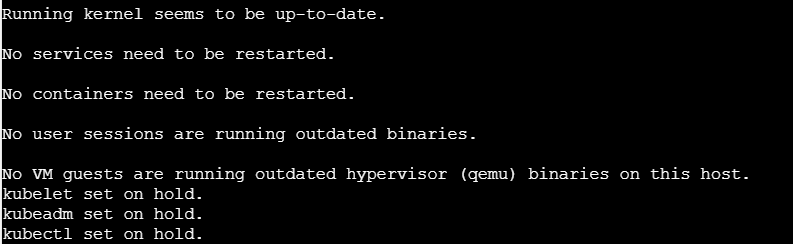 Running kernel seems to be up-to-date.
No services need to be restarted.
No containers need to be restarted.
No user sessions are running outdated binaries.
No VM guests are running outdated hypervisor (qemu) binaries on this host.
kubelet set on hold.
kubeadm set on hold.
kubectl set on hold.